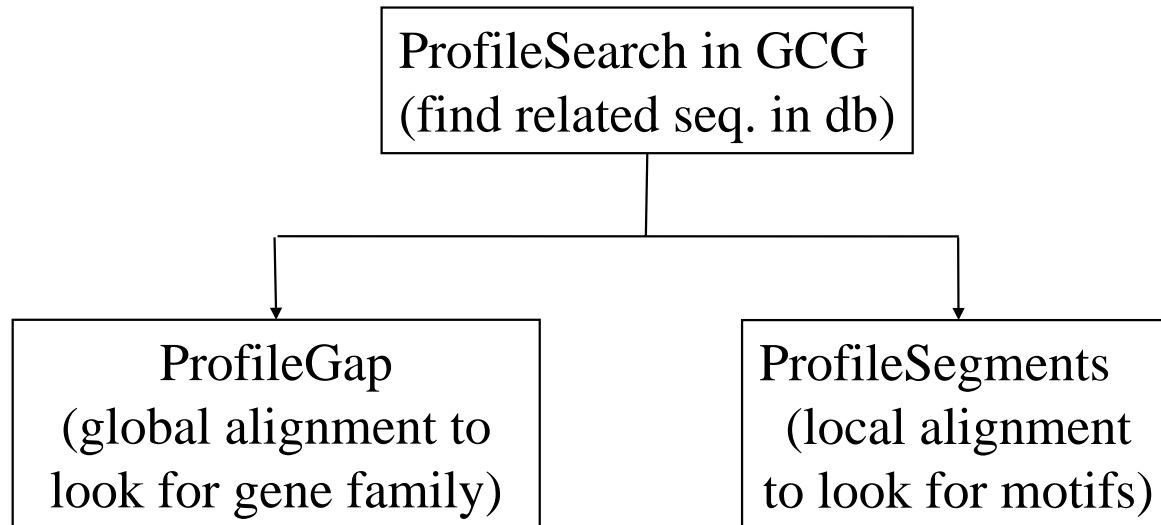 ProfileSearch in GCG
(find related seq. in db)
ProfileGap
(global alignment to
look for gene family)
ProfileSegments
(local alignment
to look for motifs)